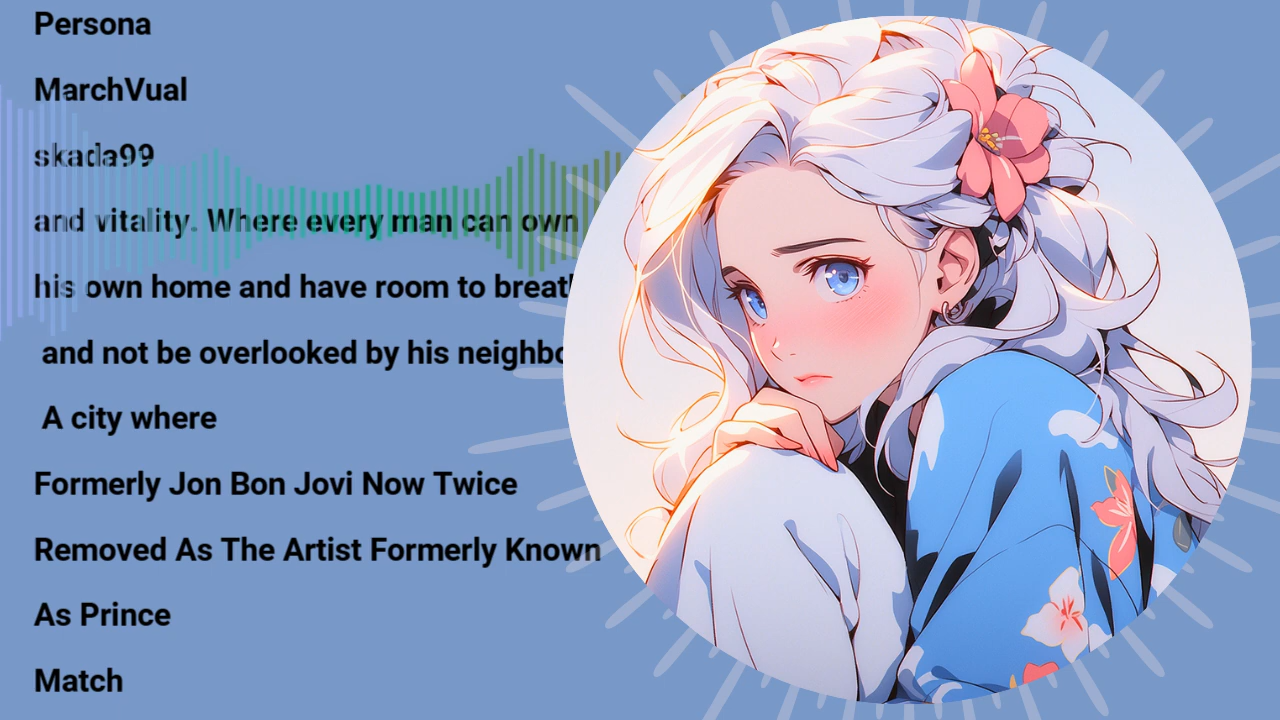 Persona
MarchVual
skada99
and vitality. Where every man can own
his own home and have room to
and not be overlooked by his
A city where
Formerly Jon Bon Jovi Now Twice
Removed As The Artist Formerly Known
As Prince
Match